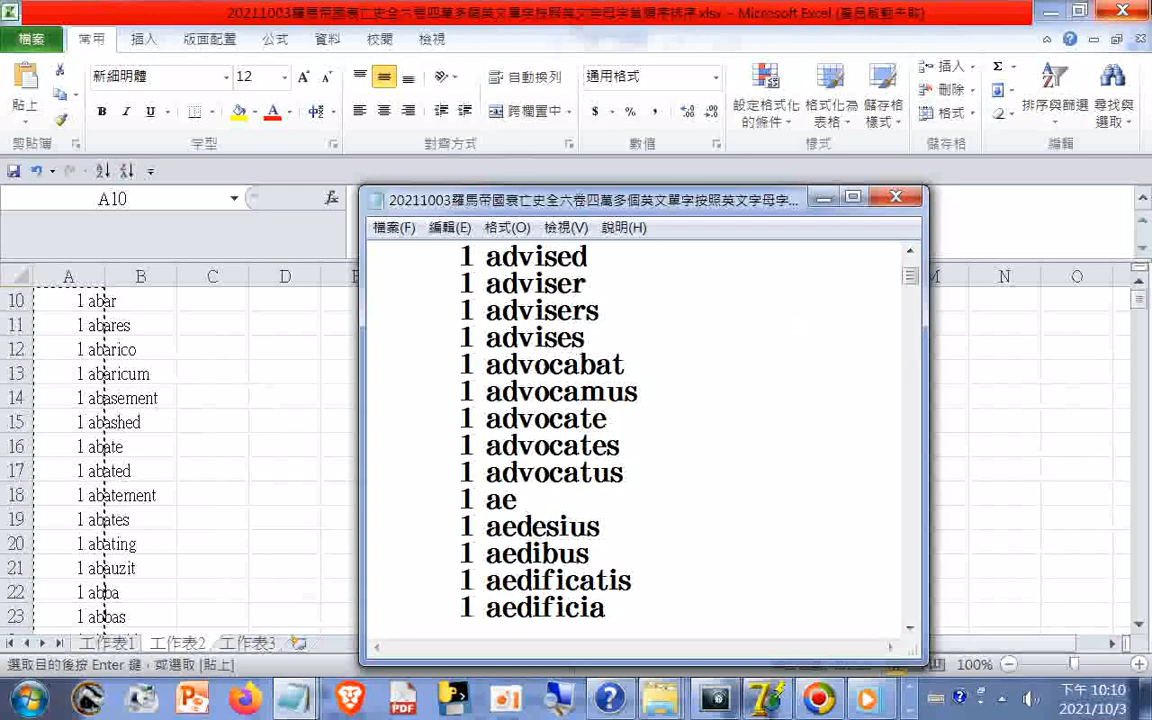 20211003羅馬帝國衰亡史全六卷四萬多個英文單字按照英文字母字首順序排序.xlsx - Microsoft Excel (產品啟動失敗)
檔案 常用 插入 版面配置 公式 資料 校閱 檢視
新細明體 12 自動換列 通用格式 插入 Σ
貼上 B I U 中 跨欄置中 $ % , 設定格式化的條件 格式化為表格 儲存格樣式 刪除 格式 排序與篩選 尋找與選取
剪貼簿 字型 對齊方式 數值 樣式 儲存格 編輯
A10 fx
20211003羅馬帝國衰亡史全六卷四萬多個英文單字按照英文字母字...
檔案(F) 編輯(E) 格式(O) 檢視(V) 說明(H)
A B C D E M N O
10 1 abar
11 1 abares
12 1 abarico
13 1 abaricum
14 1 abasement
15 1 abashed
16 1 abate
17 1 abated
18 1 abatement
19 1 abates
20 1 abating
21 1 abauzit
22 1 abba
23 1 abbas
1 advised
1 adviser
1 advisers
1 advises
1 advocabat
1 advocamus
1 advocate
1 advocates
1 advocatus
1 ae
1 aedesius
1 aedibus
1 aedificatis
1 aedificia
工作表1 工作表2 工作表3
選取目的後按 Enter 鍵，或選取 [貼上] 100%
PDF
下午 10:10
2021/10/3